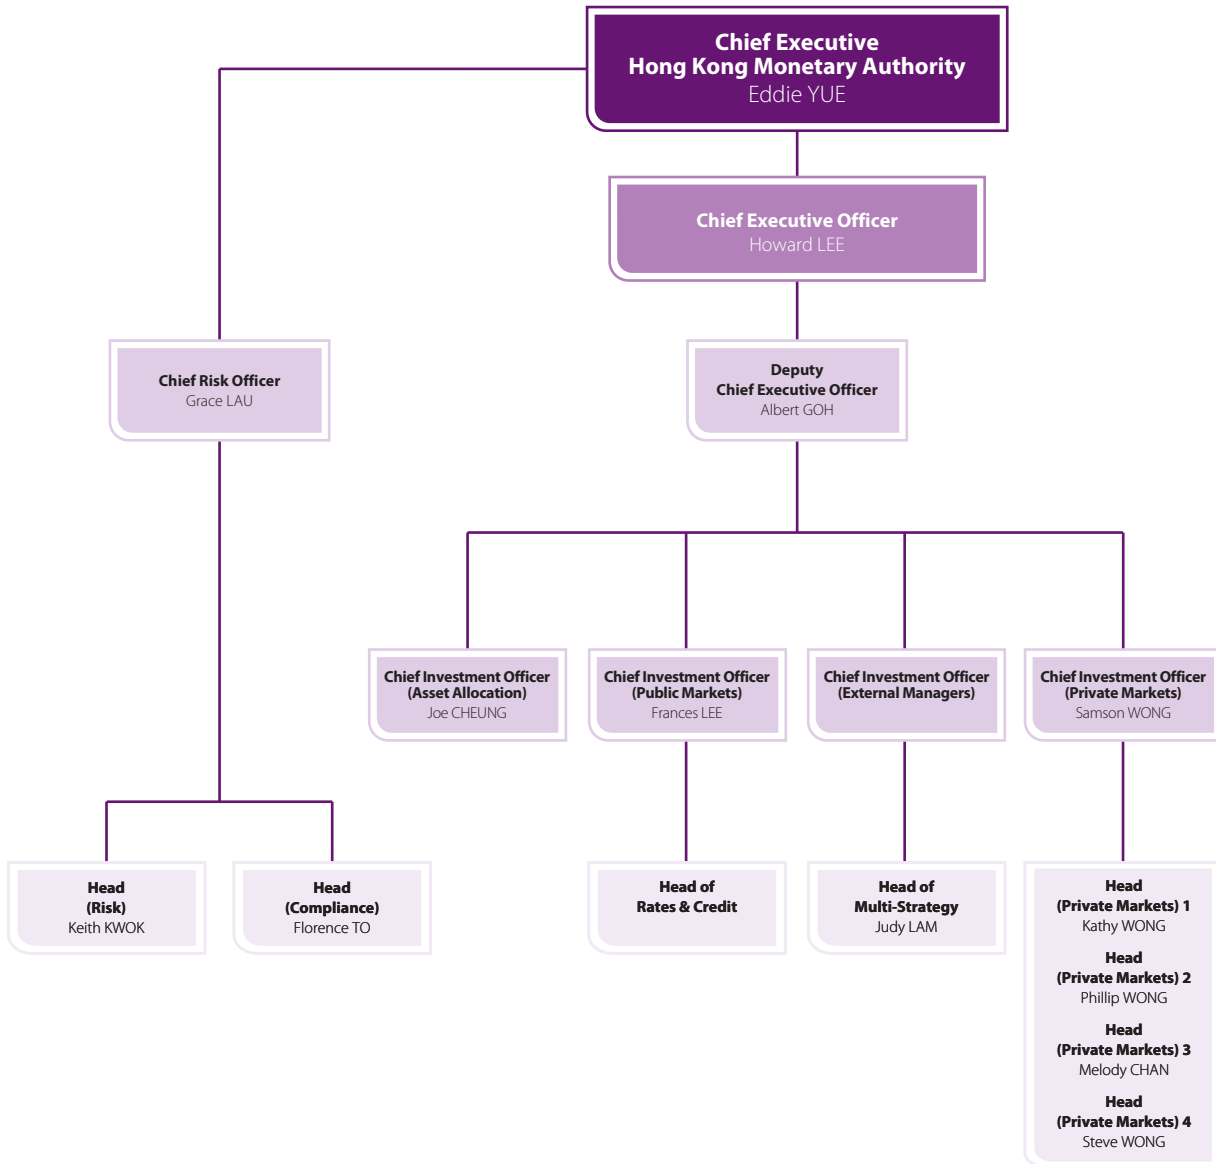 Chief Executive
Hong Kong Monetary Authority
Eddie YUE
Chief Executive Officer
Howard LEE
Chief Risk Officer
Grace LAU
Deputy
Chief Executive Officer
Albert GOH
Chief Investment Officer
(Asset Allocation)
Joe CHEUNG
Chief Investment Officer
(Public Markets)
Frances LEE
Chief Investment Officer
(External Managers)
Chief Investment Officer
(Private Markets)
Samson WONG
Head
(Risk)
Keith KWOK
Head
(Compliance)
Florence TO
Head of
Rates & Credit
Head of
Multi-Strategy
Judy LAM
Head
(Private Markets) 1
Kathy WONG
Head
(Private Markets) 2
Phillip WONG
Head
(Private Markets) 3
Melody CHAN
Head
(Private Markets) 4
Steve WONG